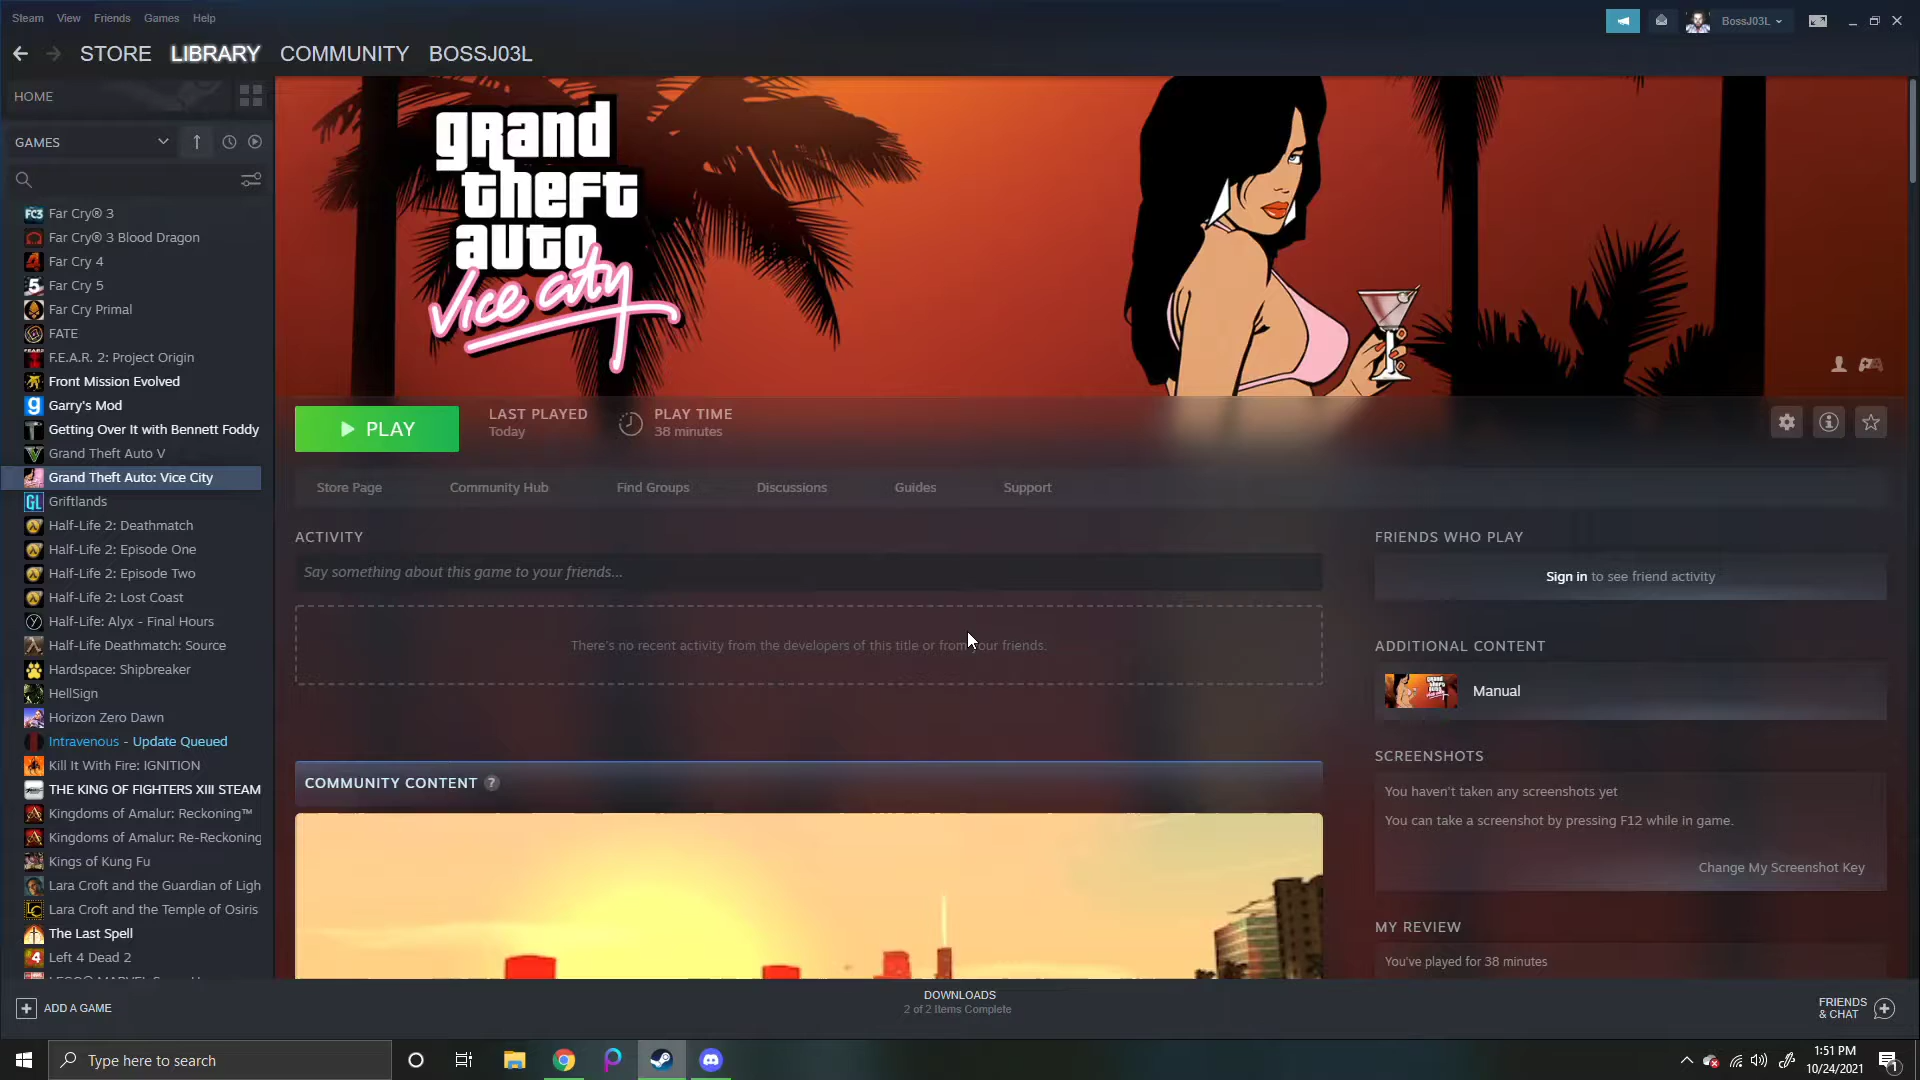 Steam View Friends Games Help
BossJ03L
STORE LIBRARY COMMUNITY BOSSJ03L
HOME
GAMES
FC3 Far Cry® 3
Far Cry® 3 Blood Dragon
4 Far Cry 4
5 Far Cry 5
Far Cry Primal
FATE
F.E.A.R. 2: Project Origin
Front Mission Evolved
g Garry's Mod
Getting Over It with Bennett Foddy
V Grand Theft Auto V
Grand Theft Auto: Vice City
GL Griftlands
Half-Life 2: Deathmatch
Half-Life 2: Episode One
Half-Life 2: Episode Two
Half-Life 2: Lost Coast
Half-Life: Alyx - Final Hours
Half-Life Deathmatch: Source
Hardspace: Shipbreaker
HellSign
Horizon Zero Dawn
Intravenous - Update Queued
Kill It With Fire: IGNITION
THE KING OF FIGHTERS XIII STEAM
Kingdoms of Amalur: Reckoning™
Kingdoms of Amalur: Re-Reckoning
Kings of Kung Fu
Lara Croft and the Guardian of Ligh
LC Lara Croft and the Temple of Osiris
The Last Spell
4 Left 4 Dead 2
ADD A GAME
grand
theft
auto
vice city
PLAY
LAST PLAYED
Today
PLAY TIME
38 minutes
Store Page Community Hub Find Groups Discussions Guides Support
ACTIVITY
Say something about this game to your friends...
There's no recent activity from the developers of this title or from your friends.
COMMUNITY CONTENT ?
FRIENDS WHO PLAY
Sign in to see friend activity
ADDITIONAL CONTENT
Manual
SCREENSHOTS
You haven't taken any screenshots yet
You can take a screenshot by pressing F12 while in game.
Change My Screenshot Key
MY REVIEW
You've played for 38 minutes
DOWNLOADS
2 of 2 Items Complete
FRIENDS
& CHAT
Type here to search
1:51 PM
10/24/2021
1